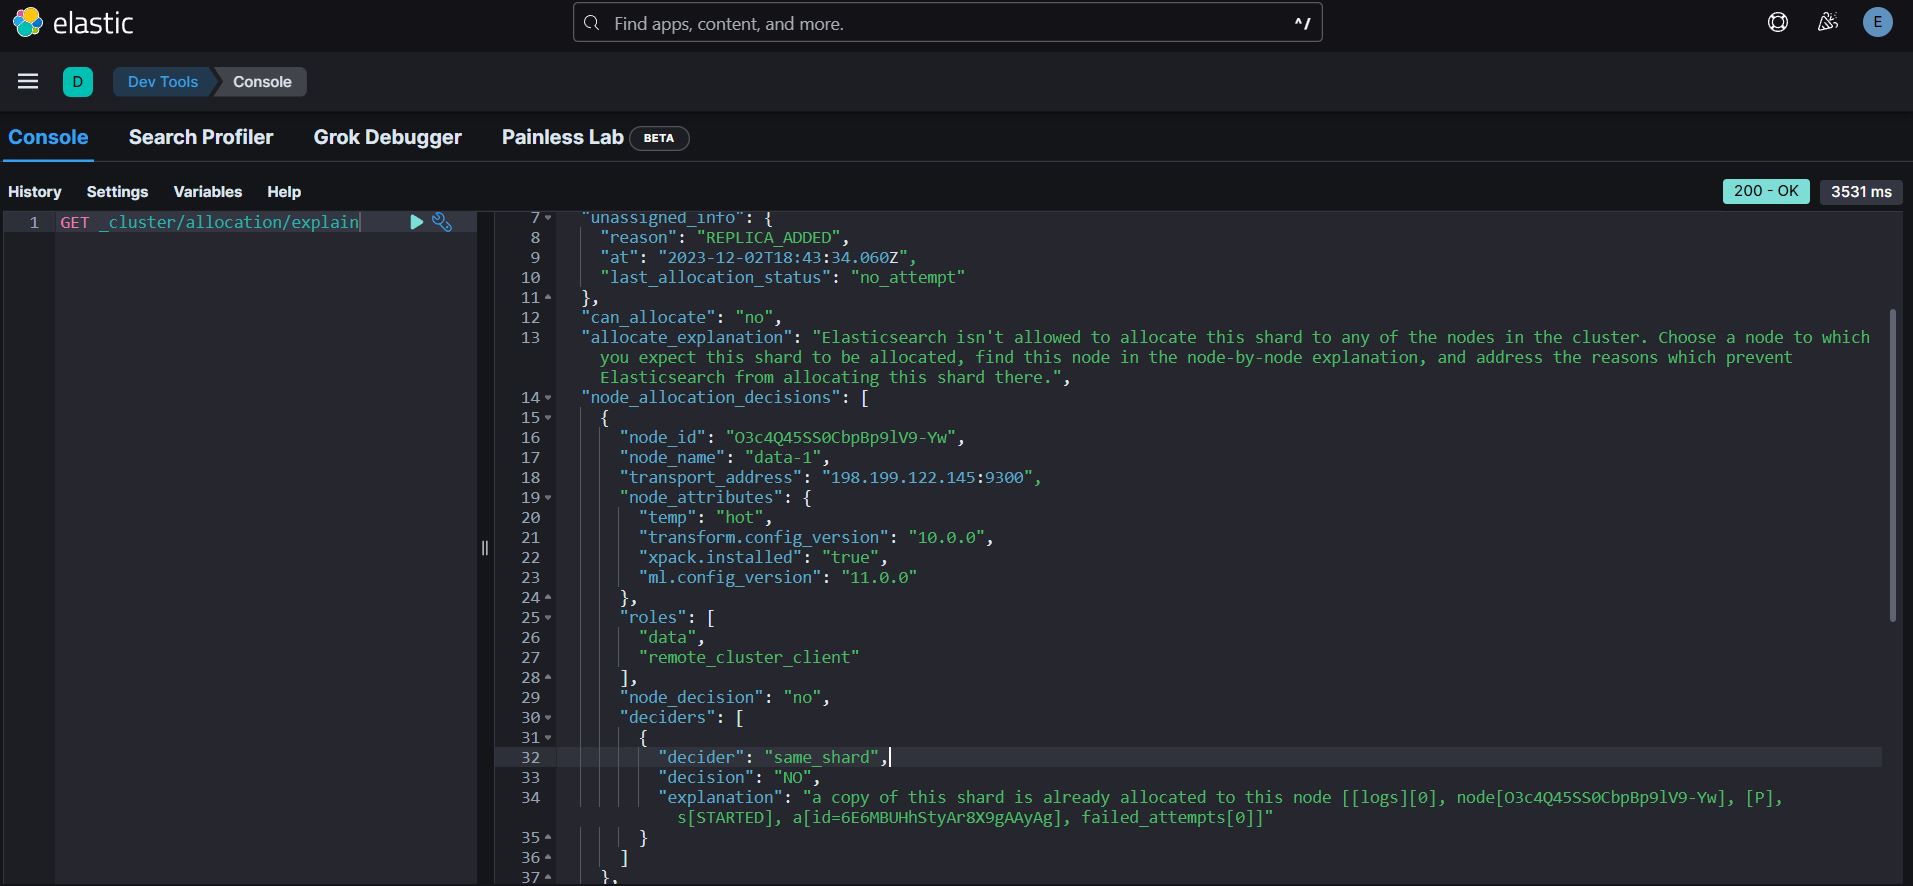 elastic
Find apps, content, and more.
^/
E
D
Dev Tools
Console
Console
Search Profiler
Grok Debugger
Painless Lab
BETA
History
Settings
Variables
Help
200 - OK
3531 ms
1 GET _cluster/allocation/explain
7 "unassigned_info": {
8 "reason": "REPLICA_ADDED",
9 "at": "2023-12-02T18:43:34.060Z",
10 "last_allocation_status": "no_attempt"
11 },
12 "can_allocate": "no",
13 "allocate_explanation": "Elasticsearch isn't allowed to allocate this shard to any of the nodes in the cluster. Choose a node to which
you expect this shard to be allocated, find this node in the node-by-node explanation, and address the reasons which prevent
Elasticsearch from allocating this shard there.",
14 "node_allocation_decisions": [
15 {
16 "node_id": "O3c4Q45SS0CbpBp9lV9-Yw",
17 "node_name": "data-1",
18 "transport_address": "198.199.122.145:9300",
19 "node_attributes": {
20 "temp": "hot",
21 "transform.config_version": "10.0.0",
22 "xpack.installed": "true",
23 "ml.config_version": "11.0.0"
24 },
25 "roles": [
26 "data",
27 "remote_cluster_client"
28 ],
29 "node_decision": "no",
30 "deciders": [
31 {
32 "decider": "same_shard",
33 "decision": "NO",
34 "explanation": "a copy of this shard is already allocated to this node [[logs][0], node[O3c4Q45SS0CbpBp9lV9-Yw], [P],
s[STARTED], a[id=6E6MBUHhStyAr8X9gAAyAg], failed_attempts[0]]"
35 }
36 ]
37 },